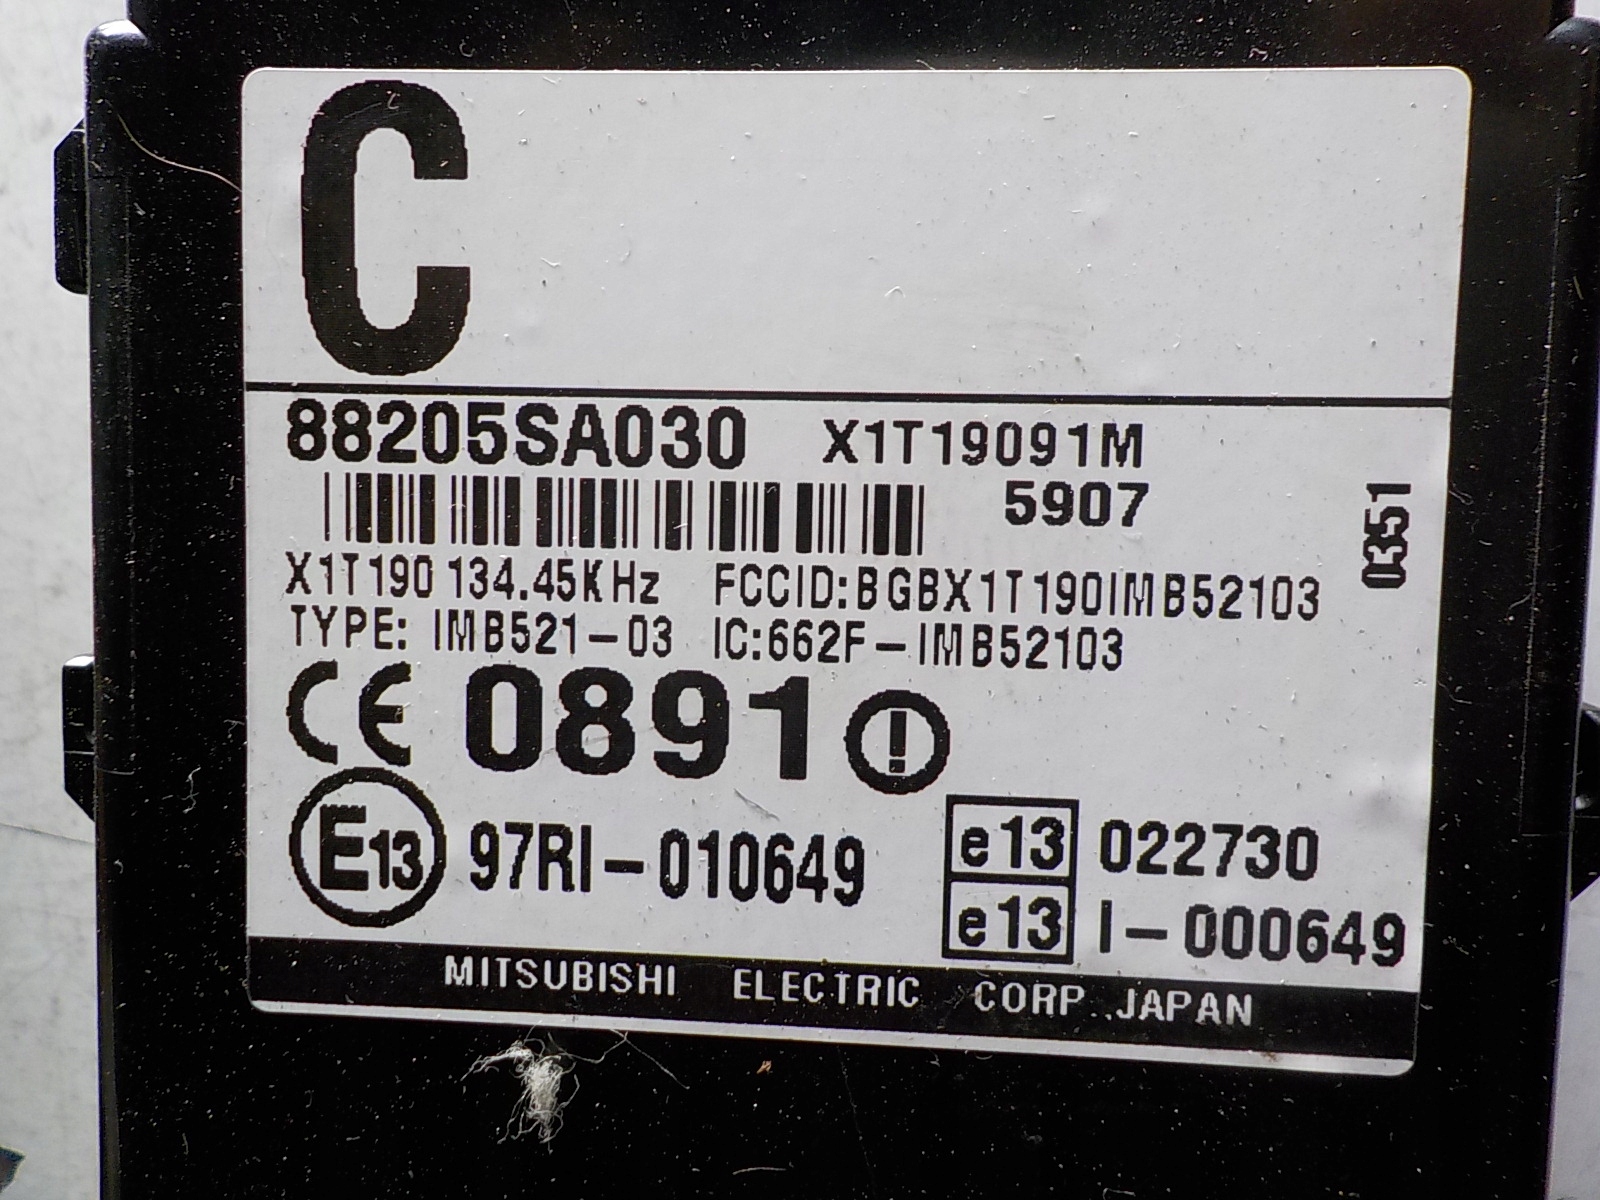 C
88205SA030 X1T19091M
5907
0351
X1T190 134.45KHz FCCID:BGBX1T190IMB52103
TYPE: IMB521-03 IC:662F-IMB52103
CE 0891 !
E13 97RI-010649 e13 022730
e13 I-000649
MITSUBISHI ELECTRIC CORP. JAPAN